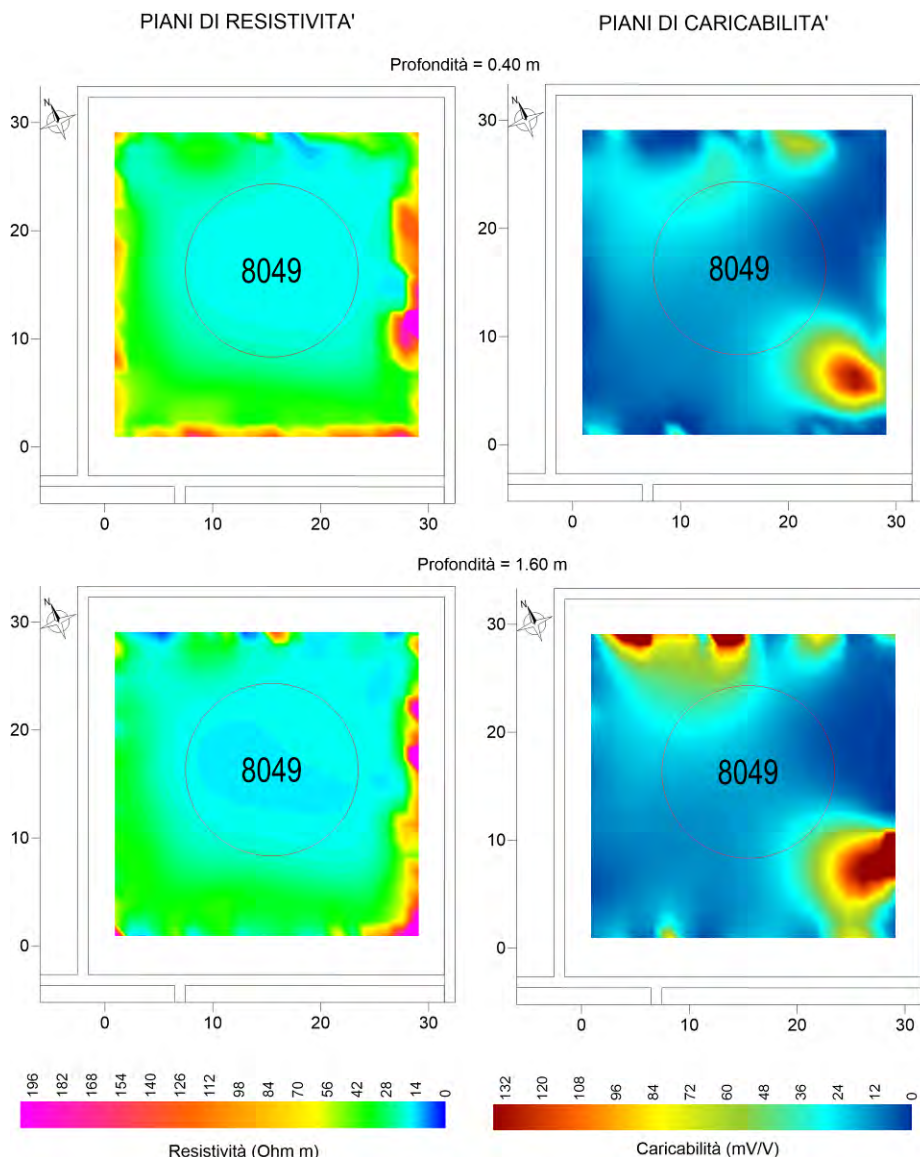 PIANI DI RESISTIVITA' PIANI DI CARICABILITA'
Profondità = 0.40 m
N N
30 30
20 20
8049 8049
10 10
0 0
0 10 20 30 0 10 20 30
Profondità = 1.60 m
N N
30 30
20 20
8049 8049
10 10
0 0
0 10 20 30 0 10 20 30
196 182 168 154 140 126 112 98 84 70 56 42 28 14 0
132 120 108 96 84 72 60 48 36 24 12 0
Resistività (Ohm m) Caricabilità (mV/V)